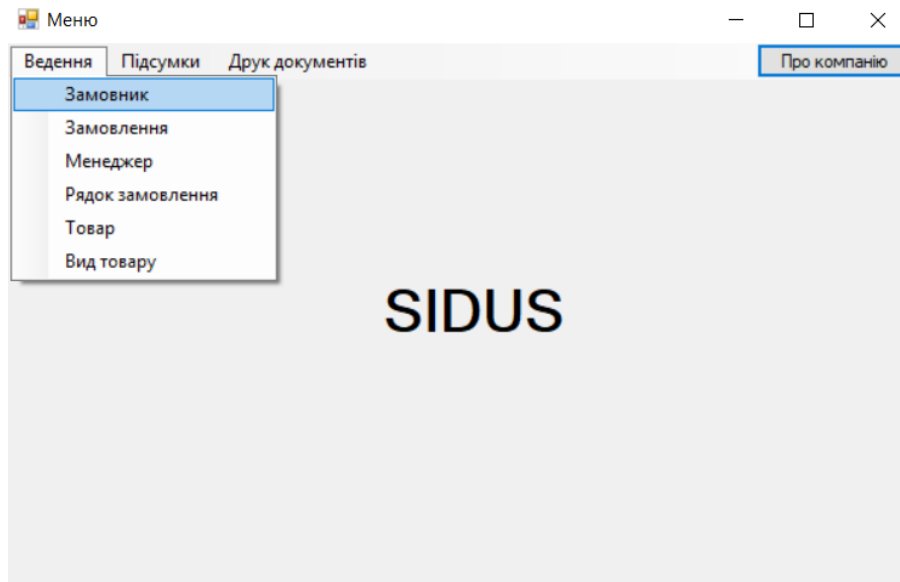 Меню
Ведення Підсумки Друк документів Про компанію
Замовник
Замовлення
Менеджер
Рядок замовлення
Товар
Вид товару
SIDUS